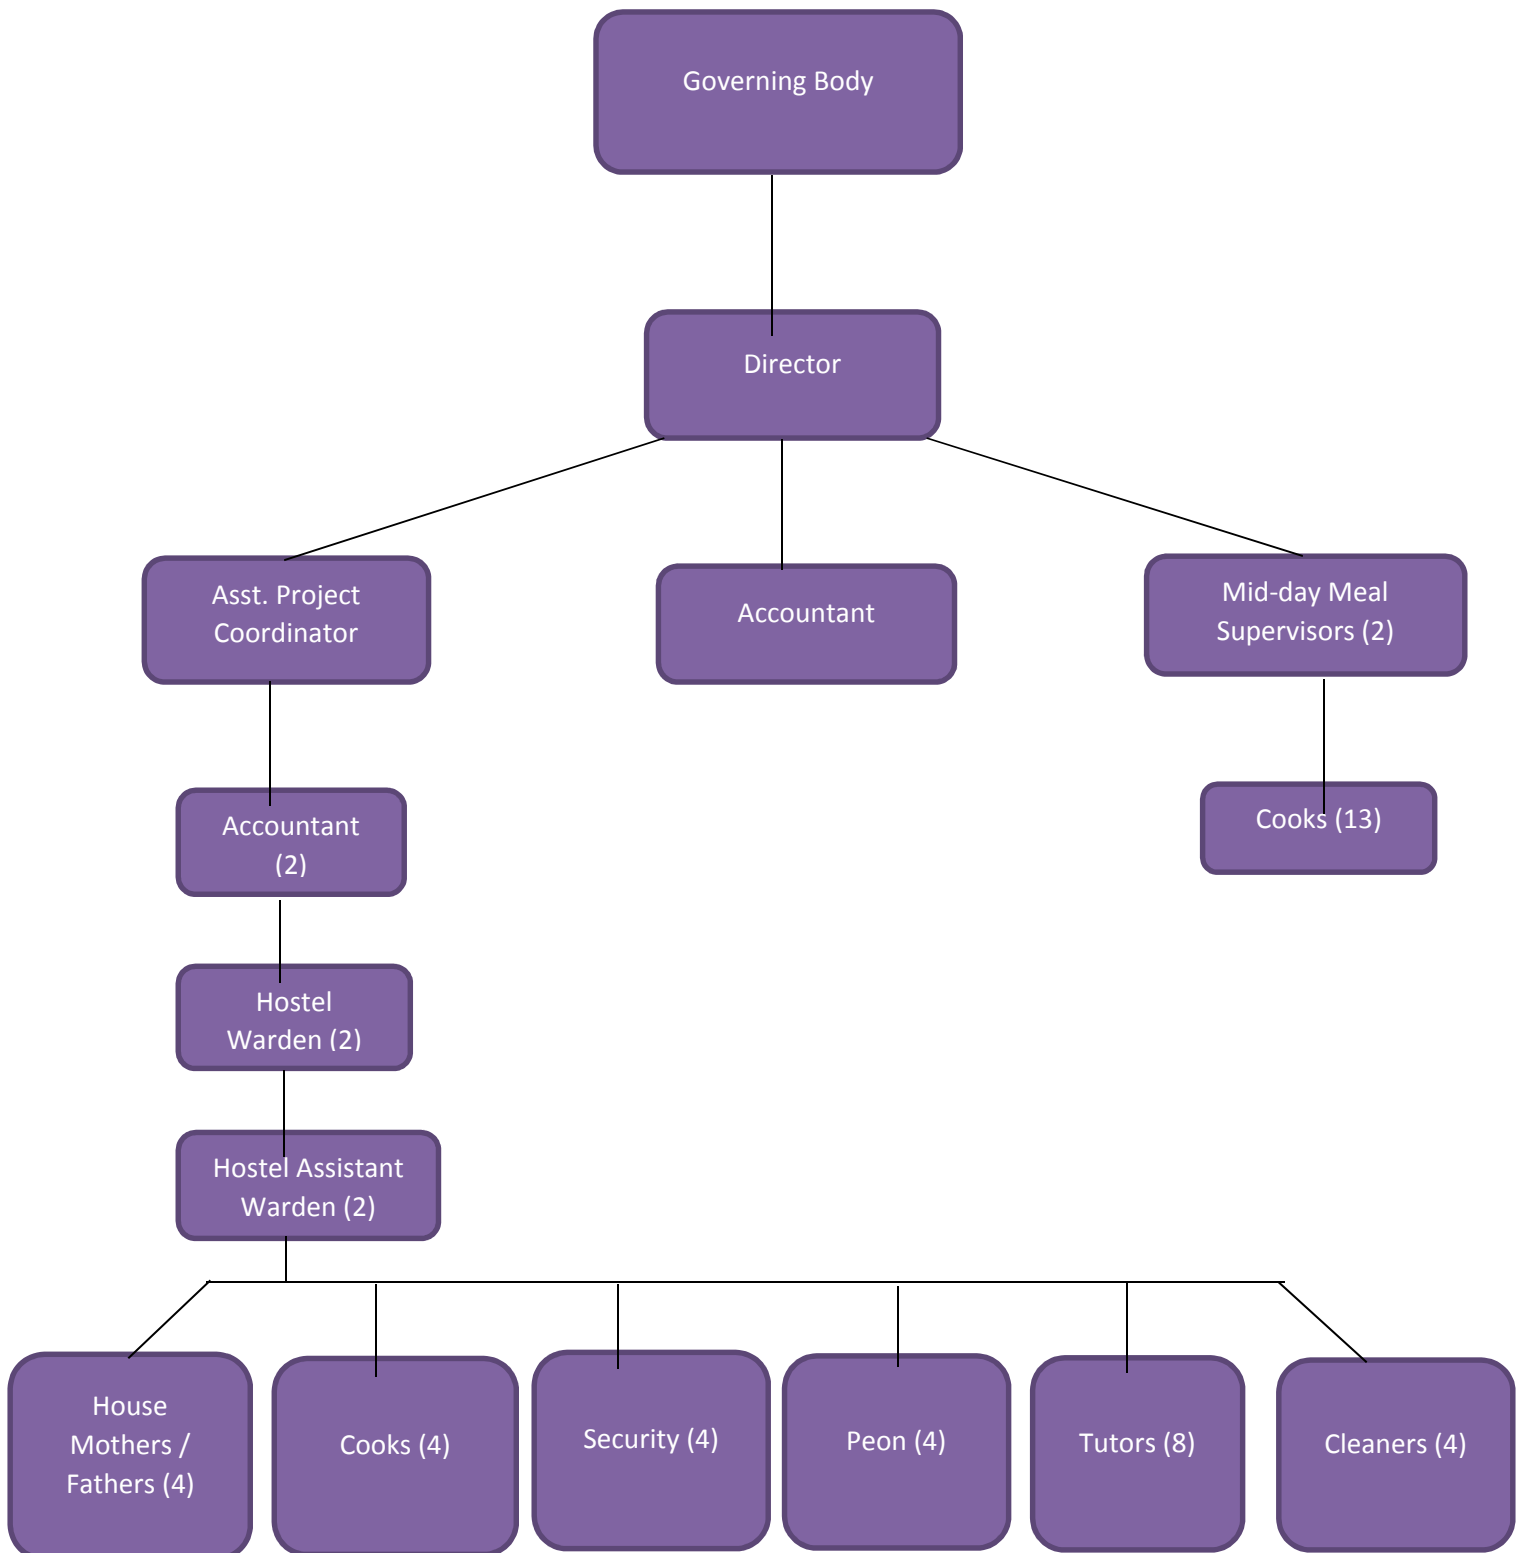 Governing Body
Director
Asst. Project
Coordinator
Accountant
Mid-day Meal
Supervisors (2)
Accountant
(2)
Cooks (13)
Hostel
Warden (2)
Hostel Assistant
Warden (2)
House
Mothers /
Fathers (4)
Cooks (4)
Security (4)
Peon (4)
Tutors (8)
Cleaners (4)